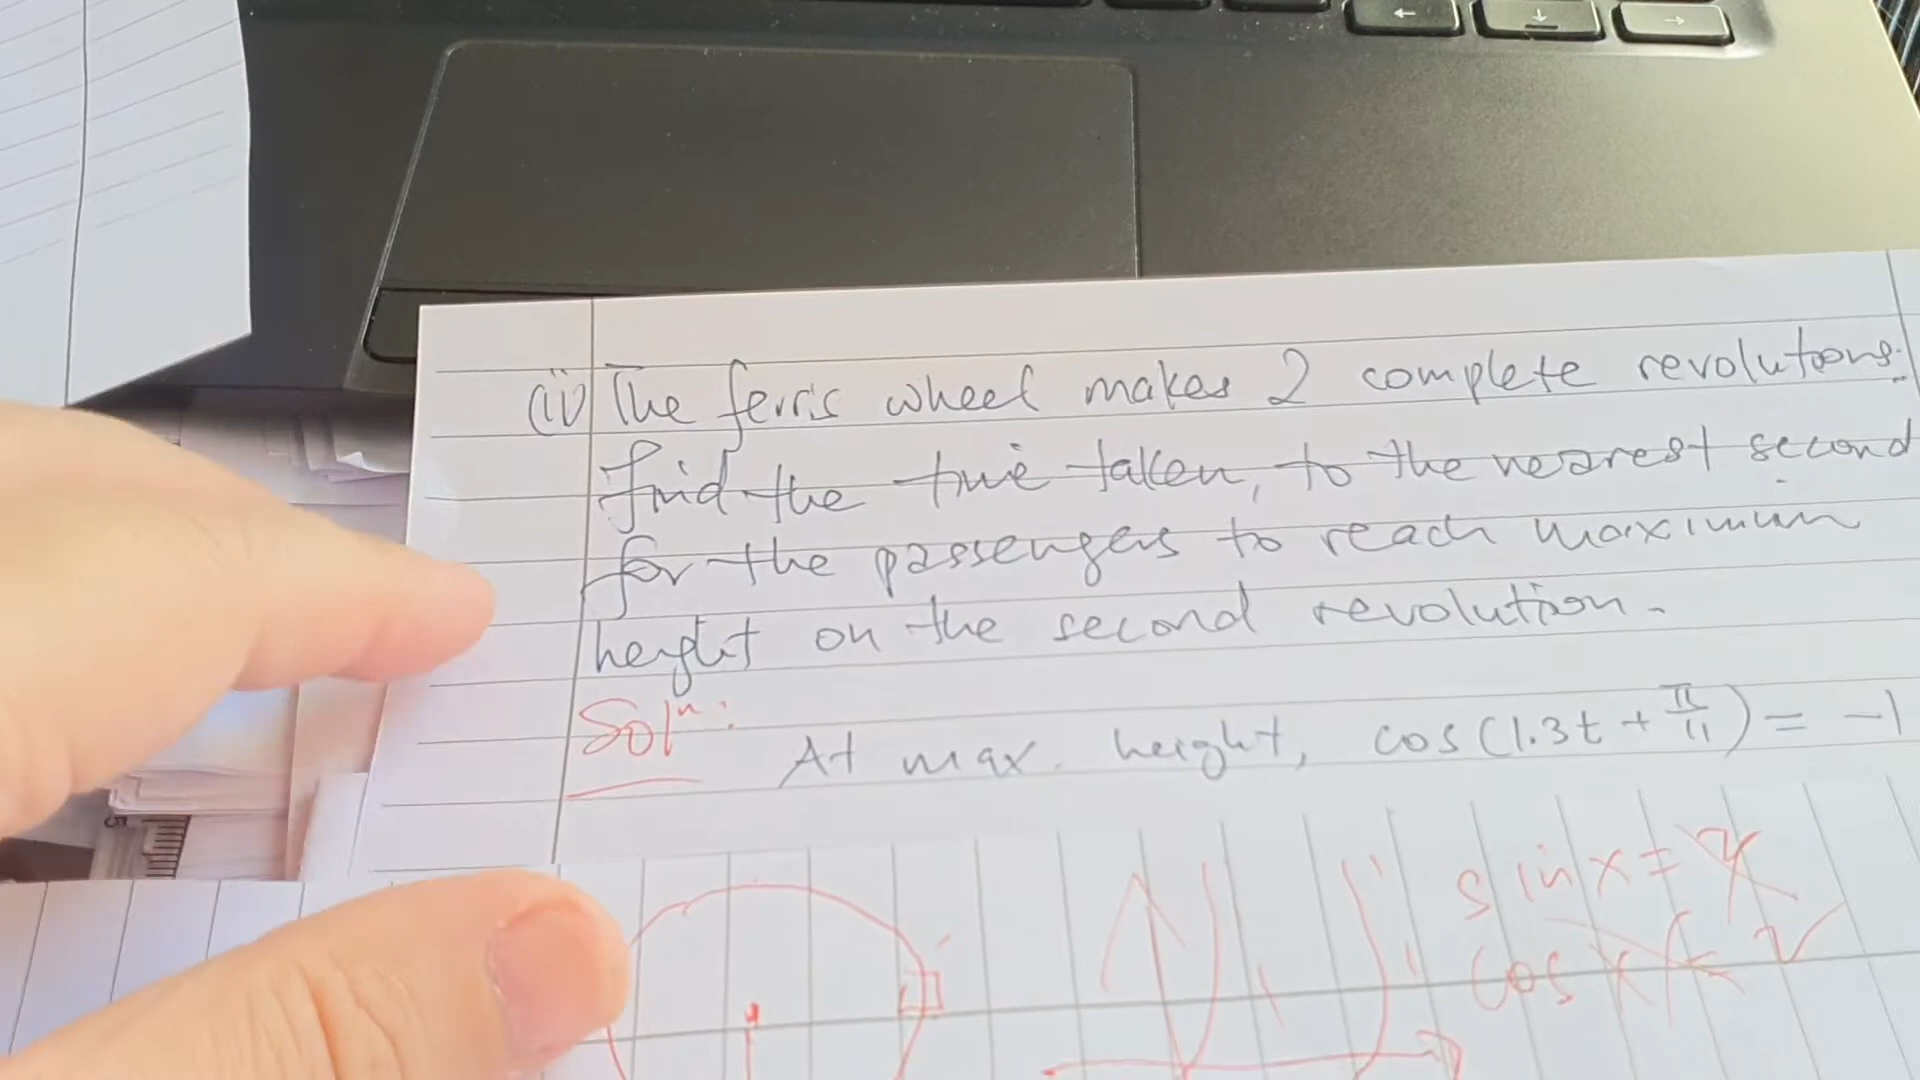 (ii) The ferris wheel makes 2 complete revolutions.
find the time taken, to the nearest second
for the passengers to reach maximum
height on the second revolution.
Solⁿ: At max. height, cos(1.3t + π/11) = -1
sin x =
cos x